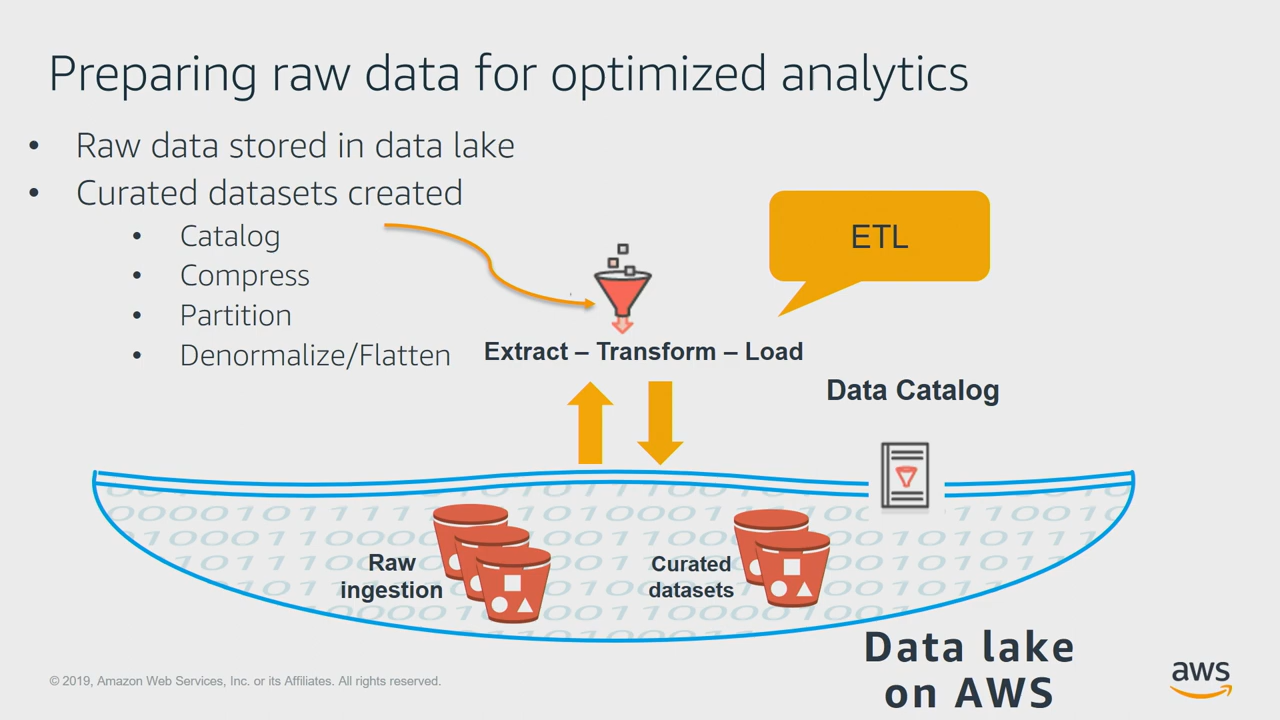 Preparing raw data for optimized analytics
• Raw data stored in data lake
• Curated datasets created
• Catalog
• Compress
• Partition
• Denormalize/Flatten
ETL
Extract – Transform – Load
Data Catalog
Raw
ingestion
Curated
datasets
Data lake
on AWS
© 2019, Amazon Web Services, Inc. or its Affiliates. All rights reserved.
aws